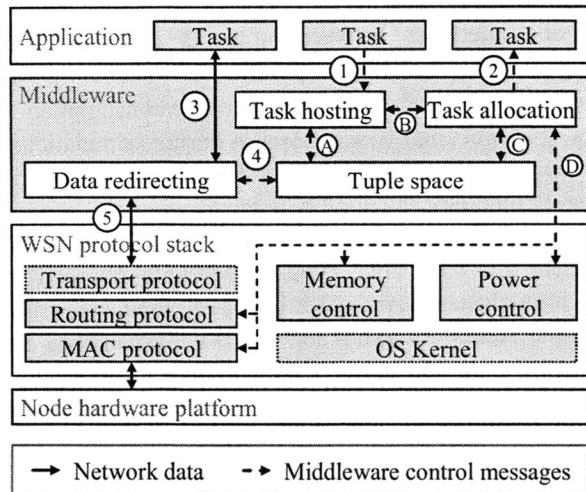 Application
Task
Task
Task
1
2
Middleware
3
Task hosting
Task allocation
B
A
C
4
D
Data redirecting
Tuple space
5
WSN protocol stack
Transport protocol
Routing protocol
MAC protocol
Memory
control
Power
control
OS Kernel
Node hardware platform
Network data
Middleware control messages